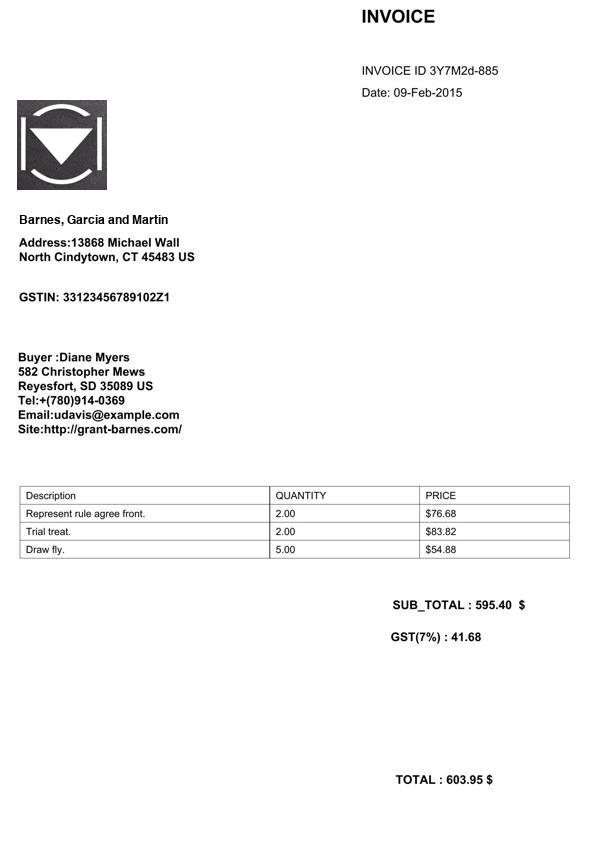 INVOICE
INVOICE ID 3Y7M2d-885
Date: 09-Feb-2015
Barnes, Garcia and Martin
Address:13868 Michael Wall
North Cindytown, CT 45483 US
GSTIN: 33123456789102Z1
Buyer :Diane Myers
582 Christopher Mews
Reyesfort, SD 35089 US
Tel:+(780)914-0369
Email:udavis@example.com
Site:http://grant-barnes.com/
Description QUANTITY PRICE
Represent rule agree front. 2.00 $76.68
Trial treat. 2.00 $83.82
Draw fly. 5.00 $54.88
SUB_TOTAL : 595.40 $
GST(7%) : 41.68
TOTAL : 603.95 $